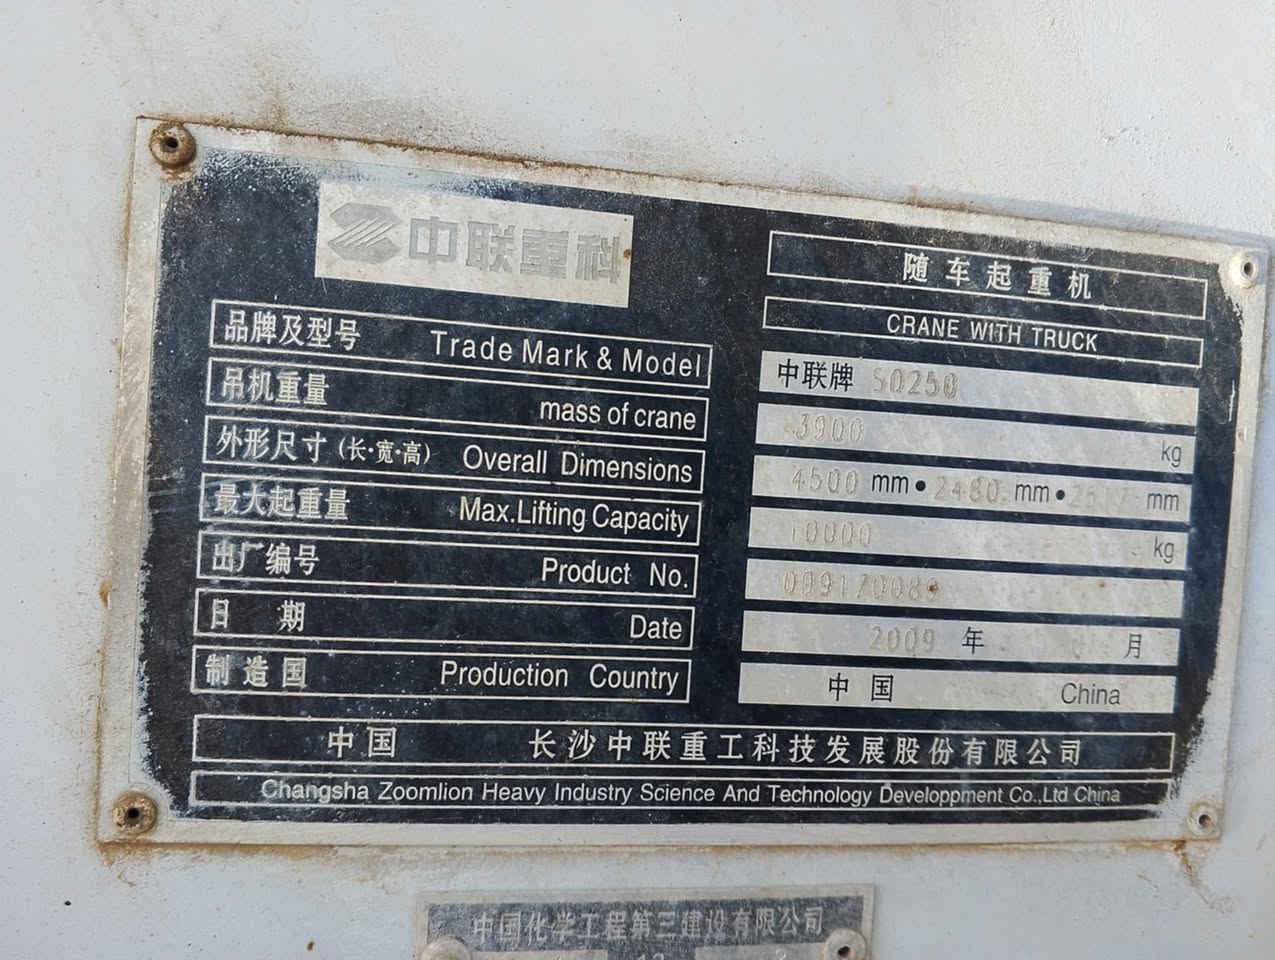 中联重科
随车起重机
CRANE WITH TRUCK
品牌及型号 Trade Mark & Model 中联牌 SQ250
吊机重量 mass of crane 3900 kg
外形尺寸(长·宽·高) Overall Dimensions 4500 mm•2480 mm• mm
最大起重量 Max.Lifting Capacity 10000 kg
出厂编号 Product No.
日 期 Date 2009 年 月
制造国 Production Country 中国 China
中国 长沙中联重工科技发展股份有限公司
Changsha Zoomlion Heavy Industry Science And Technology Developpment Co.,Ltd China
中国化学工程第三建设有限公司